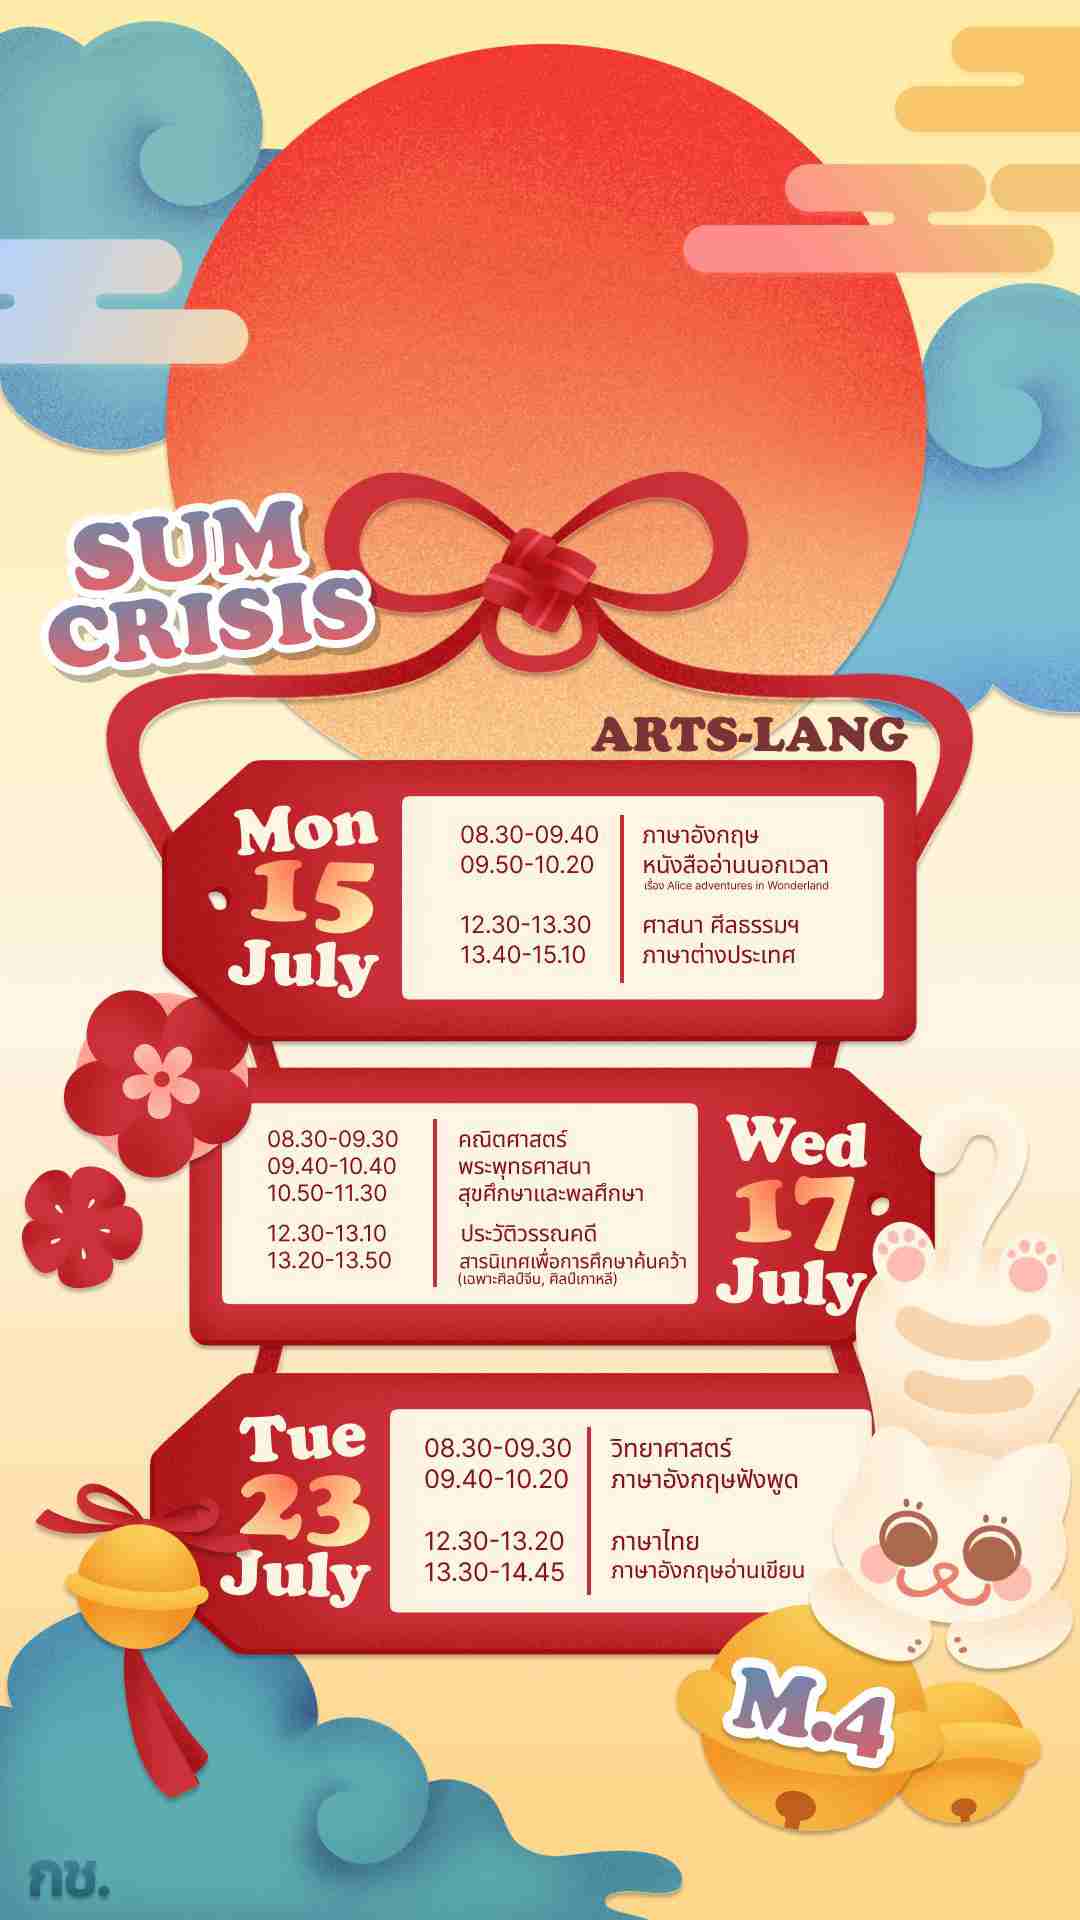 SUM
CRISIS
ARTS-LANG
Mon
15
July
08.30-09.40 ภาษาอังกฤษ
09.50-10.20 หนังสืออ่านนอกเวลา
เรื่อง Alice adventures in Wonderland
12.30-13.30 ศาสนา ศีลธรรมฯ
13.40-15.10 ภาษาต่างประเทศ
08.30-09.30 คณิตศาสตร์
09.40-10.40 พระพุทธศาสนา
10.50-11.30 สุขศึกษาและพลศึกษา
12.30-13.10 ประวัติวรรณคดี
13.20-13.50 สารนิเทศเพื่อการศึกษาค้นคว้า
(เฉพาะศิลป์จีน, ศิลป์เกาหลี)
Wed
17
July
Tue
23
July
08.30-09.30 วิทยาศาสตร์
09.40-10.20 ภาษาอังกฤษฟังพูด
12.30-13.20 ภาษาไทย
13.30-14.45 ภาษาอังกฤษอ่านเขียน
M.4
กช.